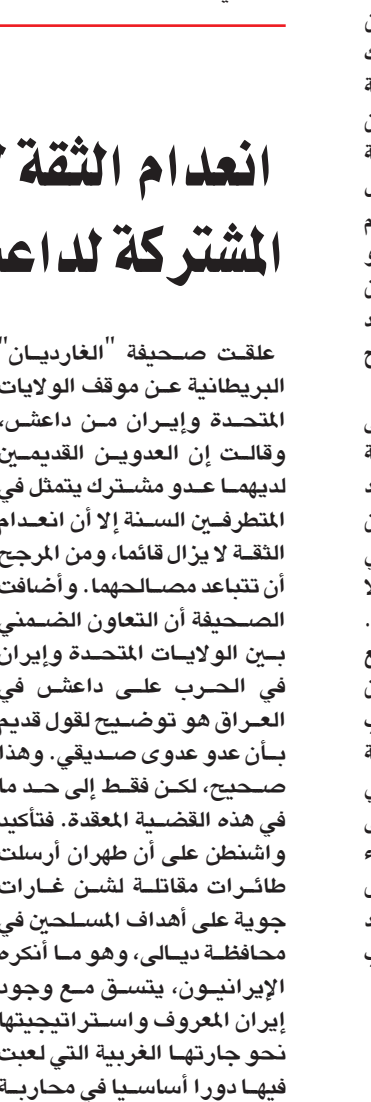 انعدام الثقة
المشتركة لداعش
علقت صحيفة "الغارديان"
البريطانية عن موقف الولايات
المتحدة وإيران من داعش،
وقالت إن العدوين القديمين
لديهما عدو مشترك يتمثل في
المتطرفين السنة إلا أن انعدام
الثقة لا يزال قائما، ومن المرجح
أن تتباعد مصالحهما. وأضافت
الصحيفة أن التعاون الضمني
بين الولايات المتحدة وإيران
في الحرب على داعش في
العراق هو توضيح لقول قديم
بأن عدو عدوى صديقي. وهذا
صحيح، لكن فقط إلى حد ما
في هذه القضية المعقدة. فتأكيد
واشنطن على أن طهران أرسلت
طائرات مقاتلة لشن غارات
جوية على أهداف المسلحين في
محافظة ديالى، وهو ما أنكره
الإيرانيون، يتسق مع وجود
إيران المعروف واستراتيجيتها
نحو جارتها الغربية التي لعبت
فيها دورا أساسيا في محاربة